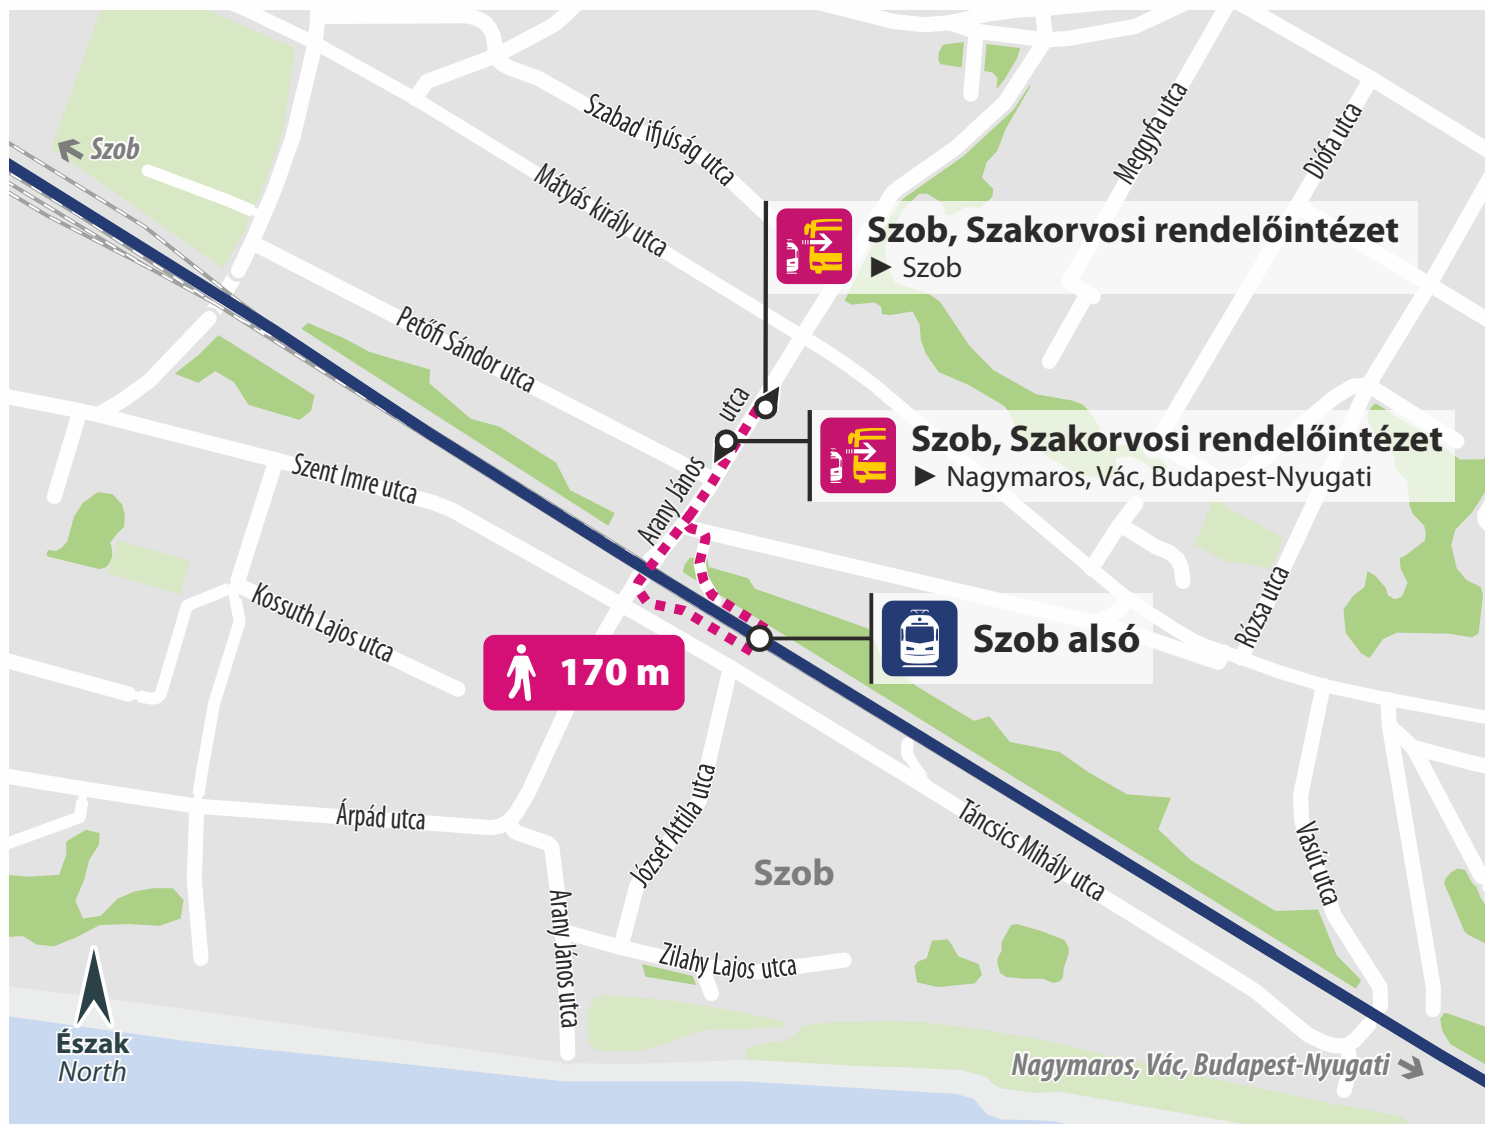 Szob
Szabad ifjúság utca
Mátyás király utca
Meggyfa utca
Diófa utca
Szob, Szakorvosi rendelőintézet
► Szob
Petőfi Sándor utca
Arany János utca
Szob, Szakorvosi rendelőintézet
► Nagymaros, Vác, Budapest-Nyugati
Szent Imre utca
Kossuth Lajos utca
Rózsa utca
Szob alsó
170 m
Árpád utca
József Attila utca
Szob
Táncsics Mihály utca
Vasút utca
Arany János utca
Zilahy Lajos utca
Észak
North
Nagymaros, Vác, Budapest-Nyugati